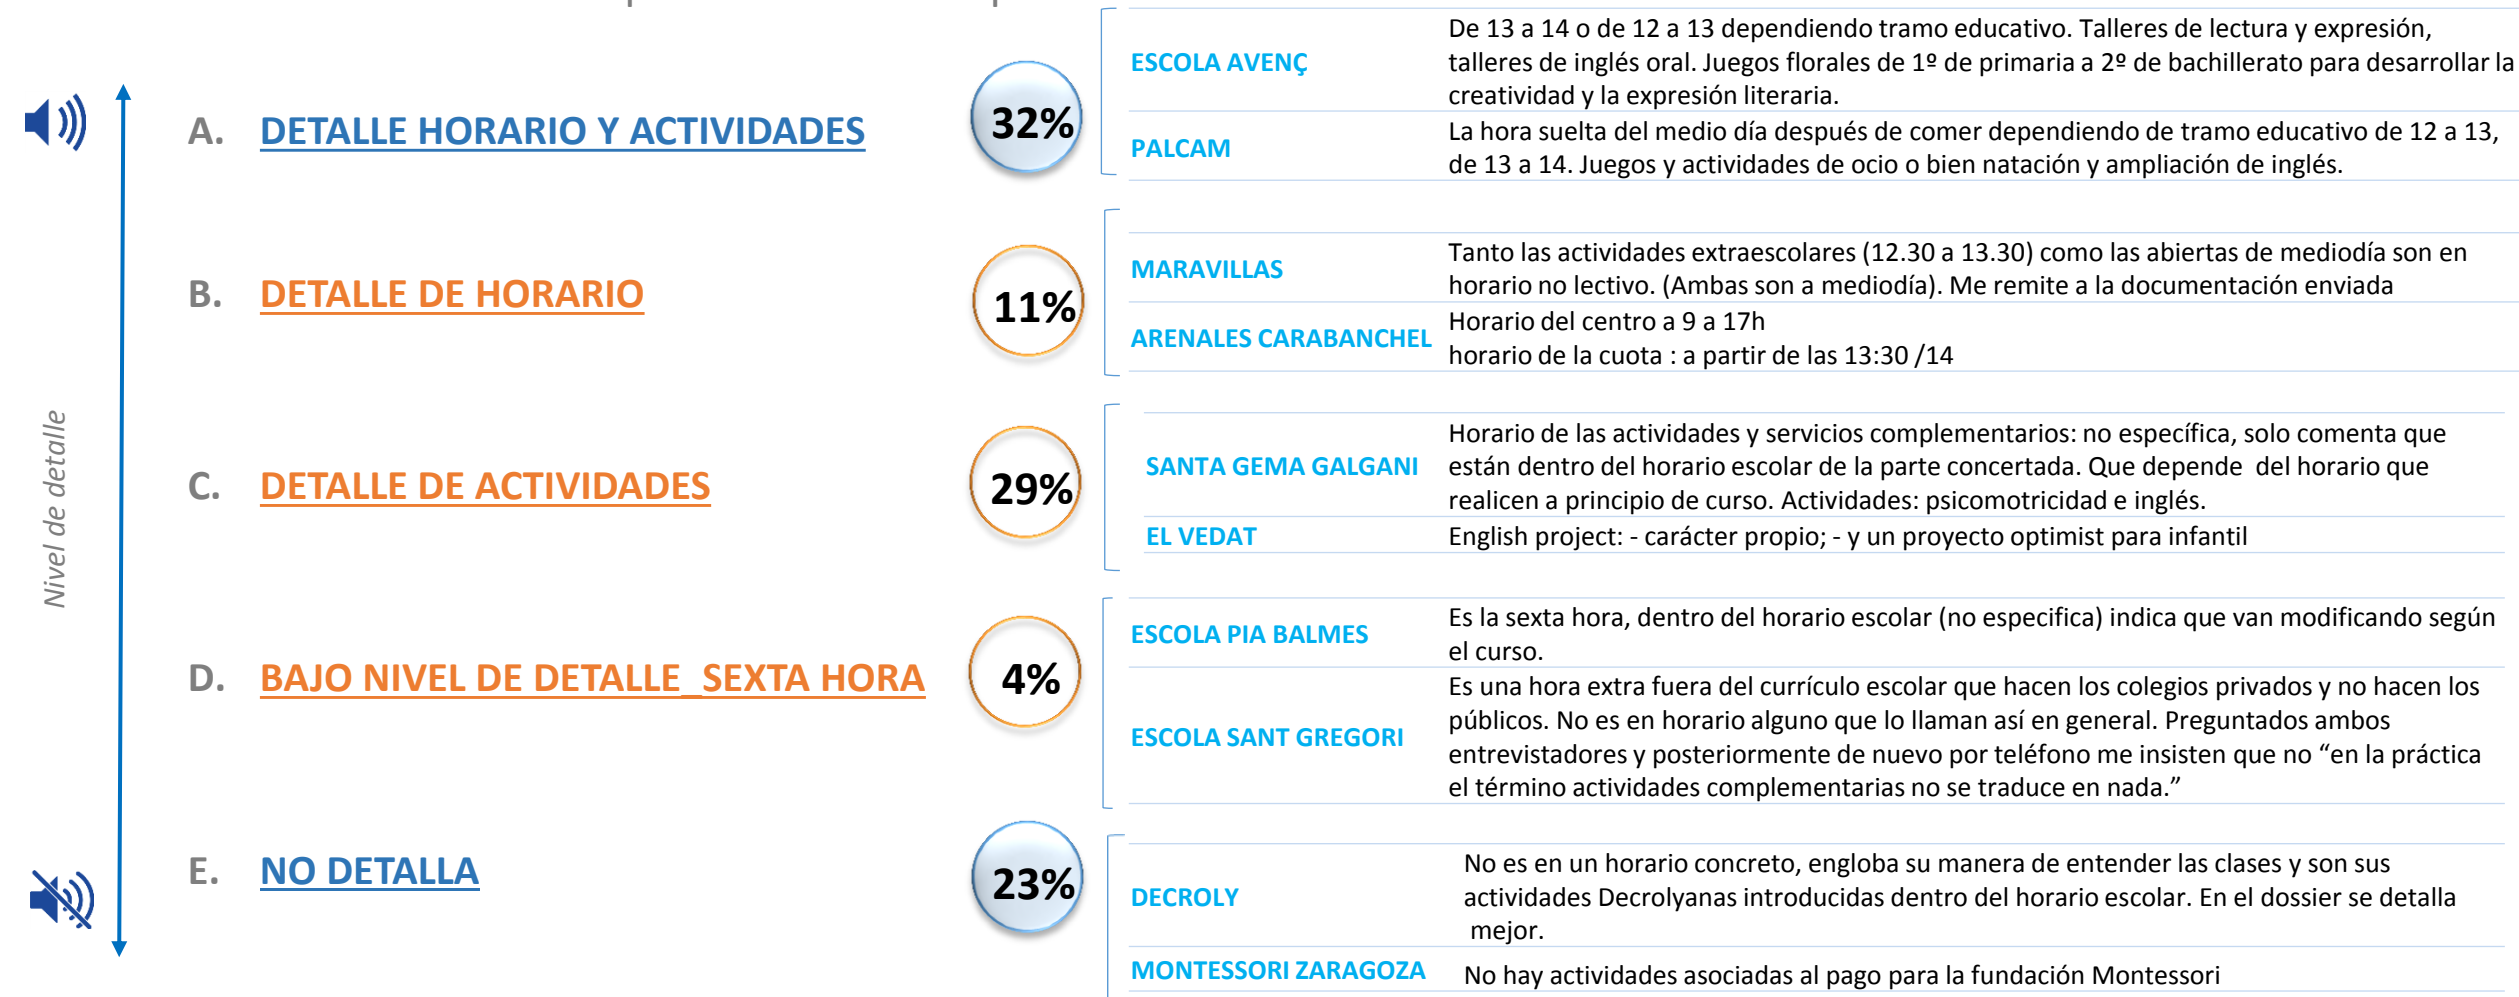 ESCOLA AVENÇ
De 13 a 14 o de 12 a 13 dependiendo tramo educativo. Talleres de lectura y expresión,
talleres de inglés oral. Juegos florales de 1º de primaria a 2º de bachillerato para desarrollar la
creatividad y la expresión literaria.
A. DETALLE HORARIO Y ACTIVIDADES
32%
PALCAM
La hora suelta del medio día después de comer dependiendo de tramo educativo de 12 a 13,
de 13 a 14. Juegos y actividades de ocio o bien natación y ampliación de inglés.
B. DETALLE DE HORARIO
11%
MARAVILLAS
Tanto las actividades extraescolares (12.30 a 13.30) como las abiertas de mediodía son en
horario no lectivo. (Ambas son a mediodía). Me remite a la documentación enviada
ARENALES CARABANCHEL
Horario del centro a 9 a 17h
horario de la cuota : a partir de las 13:30 /14
Nivel de detalle
C. DETALLE DE ACTIVIDADES
29%
SANTA GEMA GALGANI
Horario de las actividades y servicios complementarios: no específica, solo comenta que
están dentro del horario escolar de la parte concertada. Que depende del horario que
realicen a principio de curso. Actividades: psicomotricidad e inglés.
EL VEDAT
English project: - carácter propio; - y un proyecto optimist para infantil
D. BAJO NIVEL DE DETALLE_SEXTA HORA
4%
ESCOLA PIA BALMES
Es la sexta hora, dentro del horario escolar (no especifica) indica que van modificando según
el curso.
ESCOLA SANT GREGORI
Es una hora extra fuera del currículo escolar que hacen los colegios privados y no hacen los
públicos. No es en horario alguno que lo llaman así en general. Preguntados ambos
entrevistadores y posteriormente de nuevo por teléfono me insisten que no “en la práctica
el término actividades complementarias no se traduce en nada.”
E. NO DETALLA
23%
DECROLY
No es en un horario concreto, engloba su manera de entender las clases y son sus
actividades Decrolyanas introducidas dentro del horario escolar. En el dossier se detalla
mejor.
MONTESSORI ZARAGOZA
No hay actividades asociadas al pago para la fundación Montessori